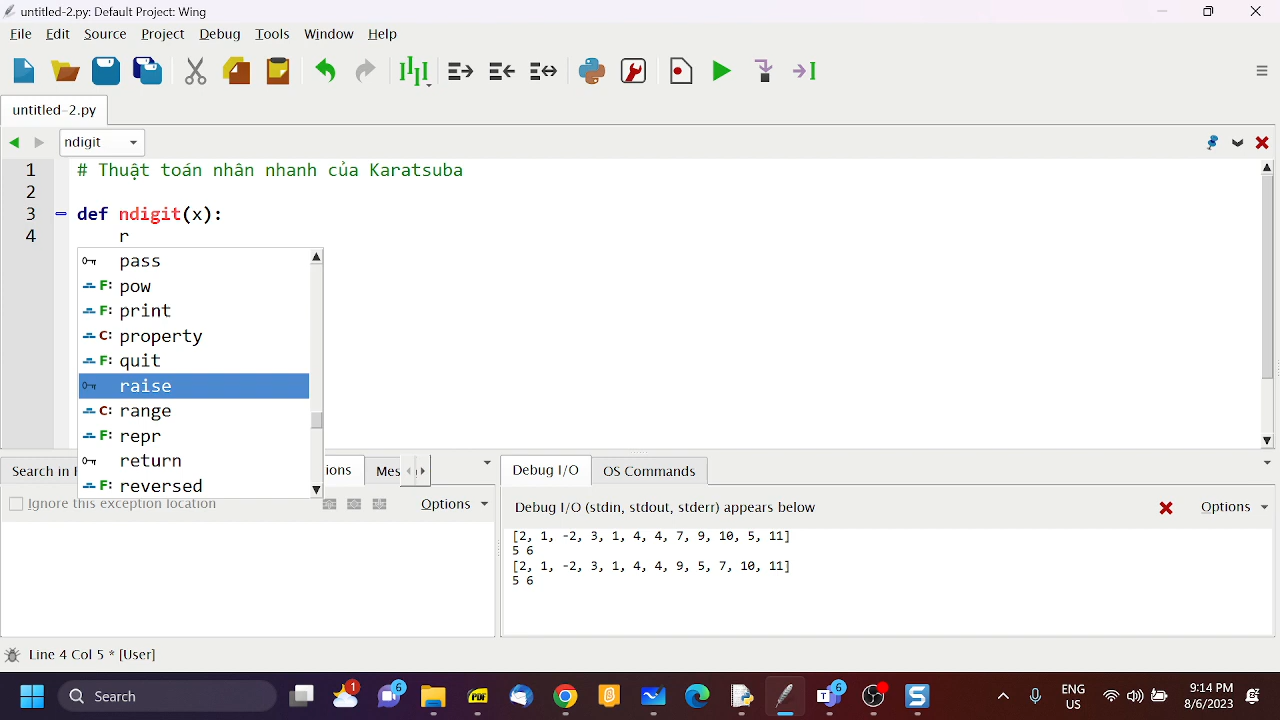 untitled-2.py: Default Project: Wing
File Edit Source Project Debug Tools Window Help
untitled-2.py
ndigit
1 # Thuật toán nhân nhanh của Karatsuba
2
3 def ndigit(x):
4 r
pass
F: pow
F: print
C: property
F: quit
raise
C: range
F: repr
return
F: reversed
Search in
ions
Mes
Debug I/O
OS Commands
Ignore this exception location
Options
Debug I/O (stdin, stdout, stderr) appears below
Options
[2, 1, -2, 3, 1, 4, 4, 7, 9, 10, 5, 11]
5 6
[2, 1, -2, 3, 1, 4, 4, 9, 5, 7, 10, 11]
5 6
Line 4 Col 5 * [User]
Search
1
6
PDF
6
ENG
US
9:14 PM
8/6/2023